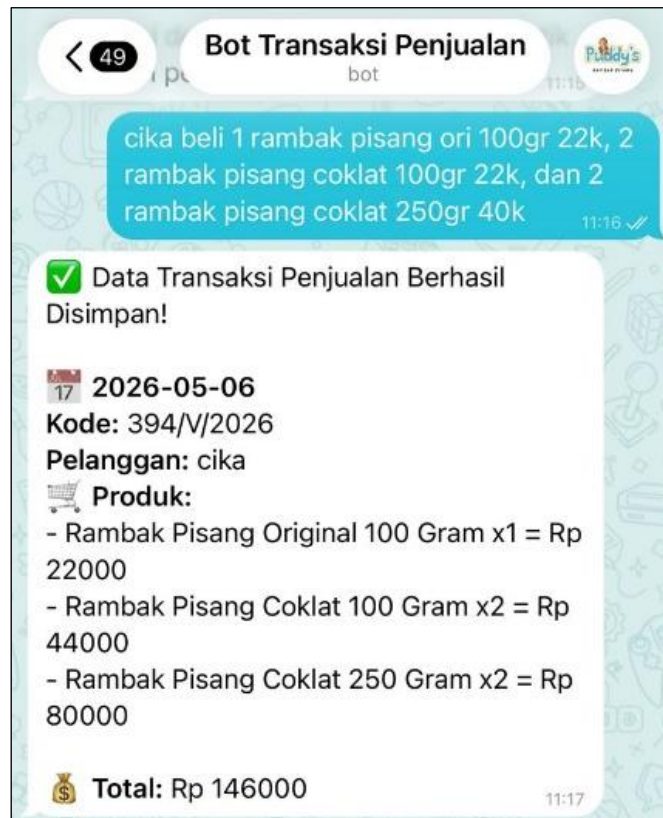 49
Bot Transaksi Penjualan
bot
Puddy's
11:15
cika beli 1 rambak pisang ori 100gr 22k, 2
rambak pisang coklat 100gr 22k, dan 2
rambak pisang coklat 250gr 40k
11:16
✅ Data Transaksi Penjualan Berhasil
Disimpan!
📅 2026-05-06
Kode: 394/V/2026
Pelanggan: cika
🛒 Produk:
- Rambak Pisang Original 100 Gram x1 = Rp
22000
- Rambak Pisang Coklat 100 Gram x2 = Rp
44000
- Rambak Pisang Coklat 250 Gram x2 = Rp
80000
💰 Total: Rp 146000
11:17